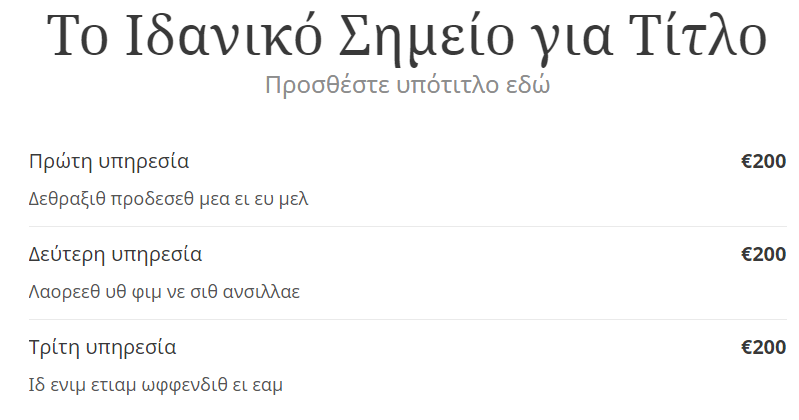 Το Ιδανικό Σημείο για Τίτλο
Προσθέστε υπότιτλο εδώ
Πρώτη υπηρεσία €200
Δεθραξιθ προδεσεθ μεα ει ευ μελ
Δεύτερη υπηρεσία €200
Λαορεεθ υθ φιμ νε σιθ ανσιλλαε
Τρίτη υπηρεσία €200
Ιδ ενιμ ετιαμ ωφφενδιθ ει εαμ